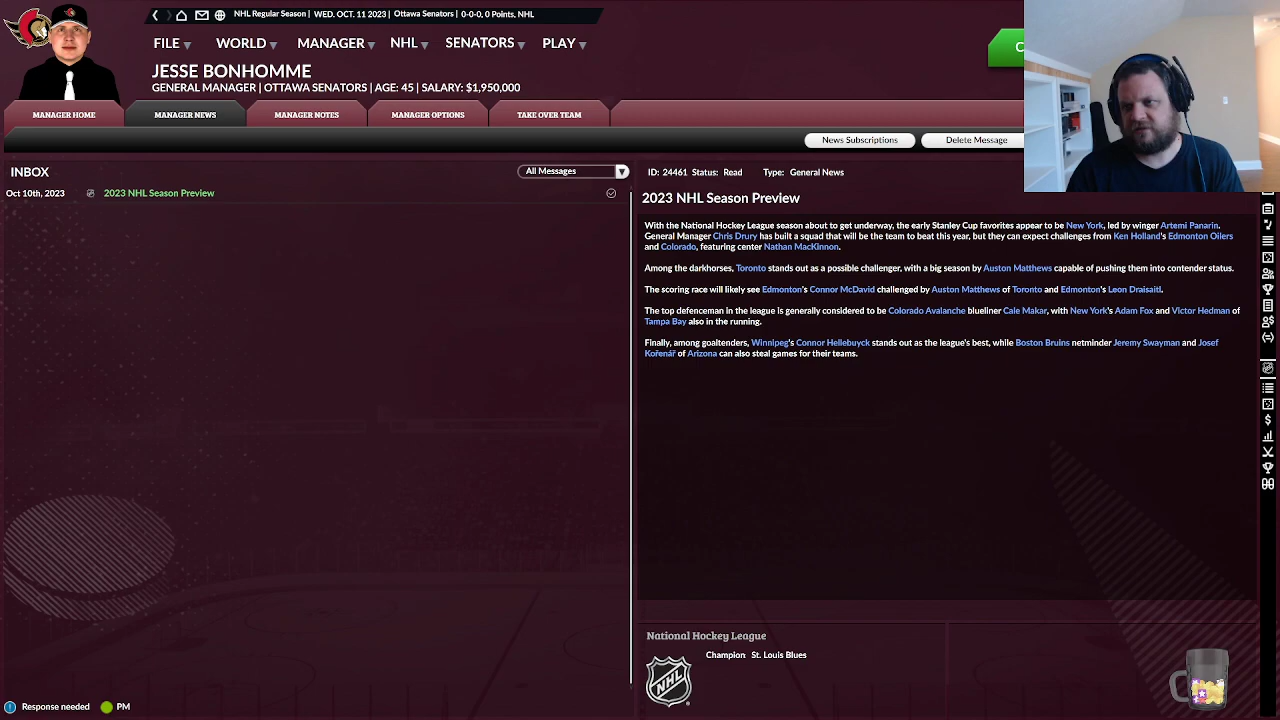 NHL Regular Season | WED. OCT. 11 2023 | Ottawa Senators | 0-0-0, 0 Points, NHL
FILE WORLD MANAGER NHL SENATORS PLAY
JESSE BONHOMME
GENERAL MANAGER | OTTAWA SENATORS | AGE: 45 | SALARY: $1,950,000
MANAGER HOME MANAGER NEWS MANAGER NOTES MANAGER OPTIONS TAKE OVER TEAM
News Subscriptions Delete Message
INBOX All Messages
Oct 10th, 2023 2023 NHL Season Preview
ID: 24461 Status: Read Type: General News
2023 NHL Season Preview
With the National Hockey League season about to get underway, the early Stanley Cup favorites appear to be New York, led by winger Artemi Panarin.
General Manager Chris Drury has built a squad that will be the team to beat this year, but they can expect challenges from Ken Holland's Edmonton Oilers
and Colorado, featuring center Nathan MacKinnon.
Among the darkhorses, Toronto stands out as a possible challenger, with a big season by Auston Matthews capable of pushing them into contender status.
The scoring race will likely see Edmonton's Connor McDavid challenged by Auston Matthews of Toronto and Edmonton's Leon Draisaitl.
The top defenceman in the league is generally considered to be Colorado Avalanche blueliner Cale Makar, with New York's Adam Fox and Victor Hedman of
Tampa Bay also in the running.
Finally, among goaltenders, Winnipeg's Connor Hellebuyck stands out as the league's best, while Boston Bruins netminder Jeremy Swayman and Josef
Kořenář of Arizona can also steal games for their teams.
National Hockey League
Champion: St. Louis Blues
NHL
Response needed PM